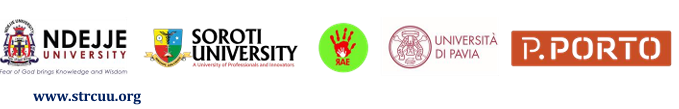 NDEJJE
UNIVERSITY
Fear of God brings Knowledge and Wisdom
SOROTI
UNIVERSITY
A University of Professionals and Innovators
RAE
UNIVERSITÀ
DI PAVIA
P.PORTO
www.strcuu.org